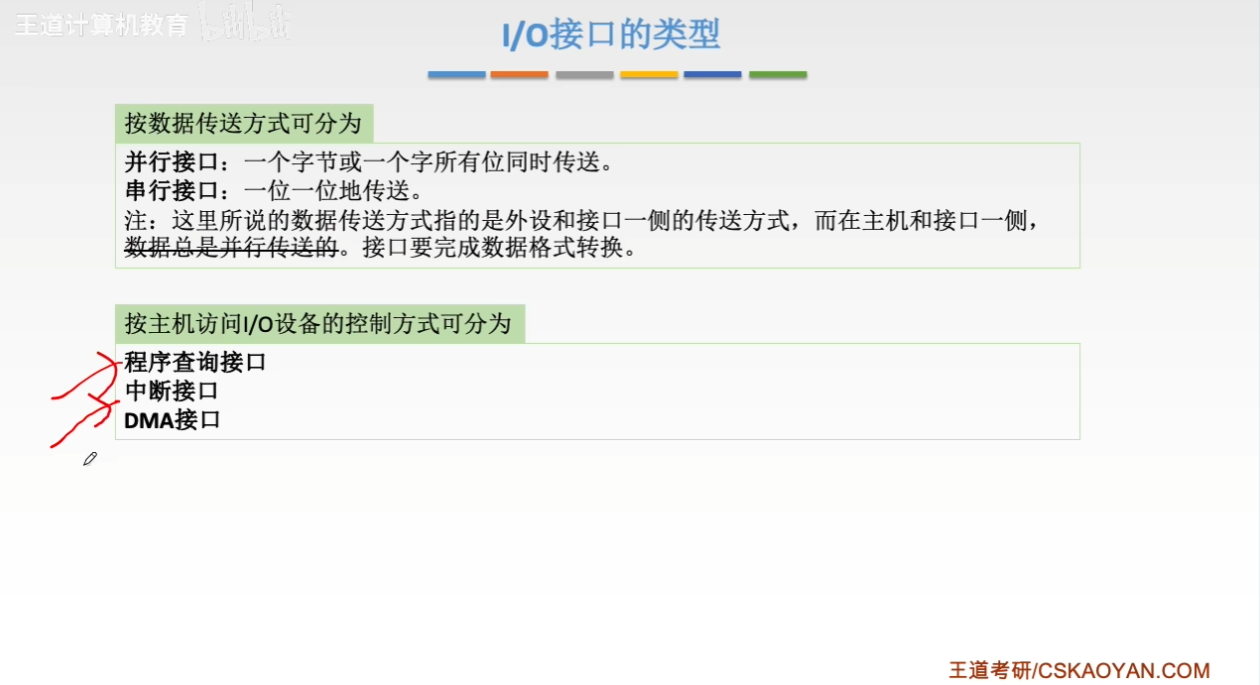 王道计算机教育 bilibili
I/O接口的类型
按数据传送方式可分为
并行接口：一个字节或一个字所有位同时传送。
串行接口：一位一位地传送。
注：这里所说的数据传送方式指的是外设和接口一侧的传送方式，而在主机和接口一侧，
数据总是并行传送的。接口要完成数据格式转换。
按主机访问I/O设备的控制方式可分为
程序查询接口
中断接口
DMA接口
王道考研/CSKAOYAN.COM